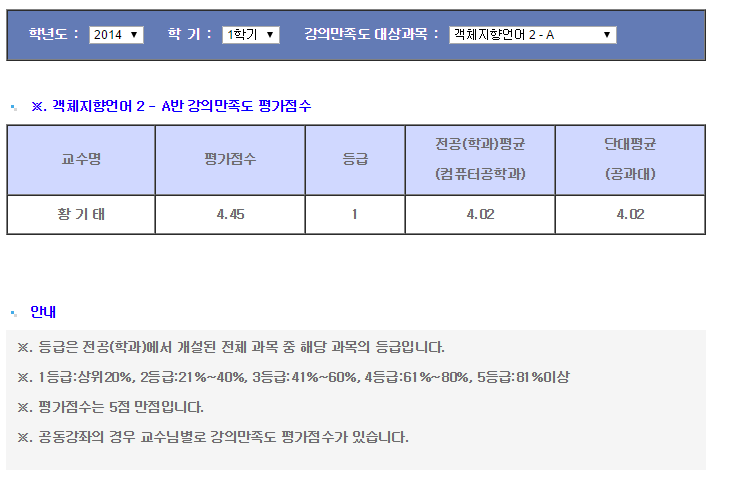 학년도 : 2014 학 기 : 1학기 강의만족도 대상과목 : 객체지향언어 2 - A
※. 객체지향언어 2 - A반 강의만족도 평가점수
교수명 평가점수 등급 전공(학과)평균 단대평균
(컴퓨터공학과) (공과대)
황 기 태 4.45 1 4.02 4.02
안내
※. 등급은 전공(학과)에서 개설된 전체 과목 중 해당 과목의 등급입니다.
※. 1등급:상위20%, 2등급:21%~40%, 3등급:41%~60%, 4등급:61%~80%, 5등급:81%이상
※. 평가점수는 5점 만점입니다.
※. 공동강좌의 경우 교수님별로 강의만족도 평가점수가 있습니다.